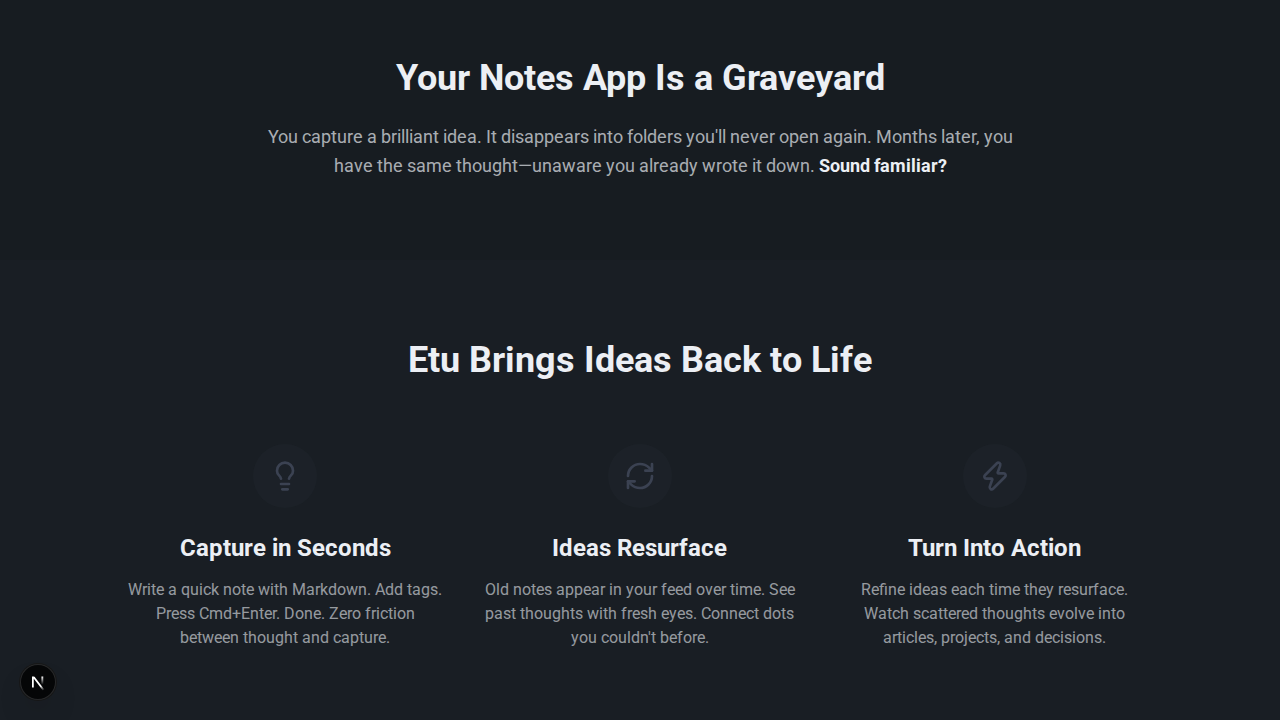 Your Notes App Is a Graveyard
You capture a brilliant idea. It disappears into folders you'll never open again. Months later, you
have the same thought—unaware you already wrote it down. Sound familiar?
Etu Brings Ideas Back to Life
Capture in Seconds
Write a quick note with Markdown. Add tags.
Press Cmd+Enter. Done. Zero friction
between thought and capture.
Ideas Resurface
Old notes appear in your feed over time. See
past thoughts with fresh eyes. Connect dots
you couldn't before.
Turn Into Action
Refine ideas each time they resurface.
Watch scattered thoughts evolve into
articles, projects, and decisions.
N